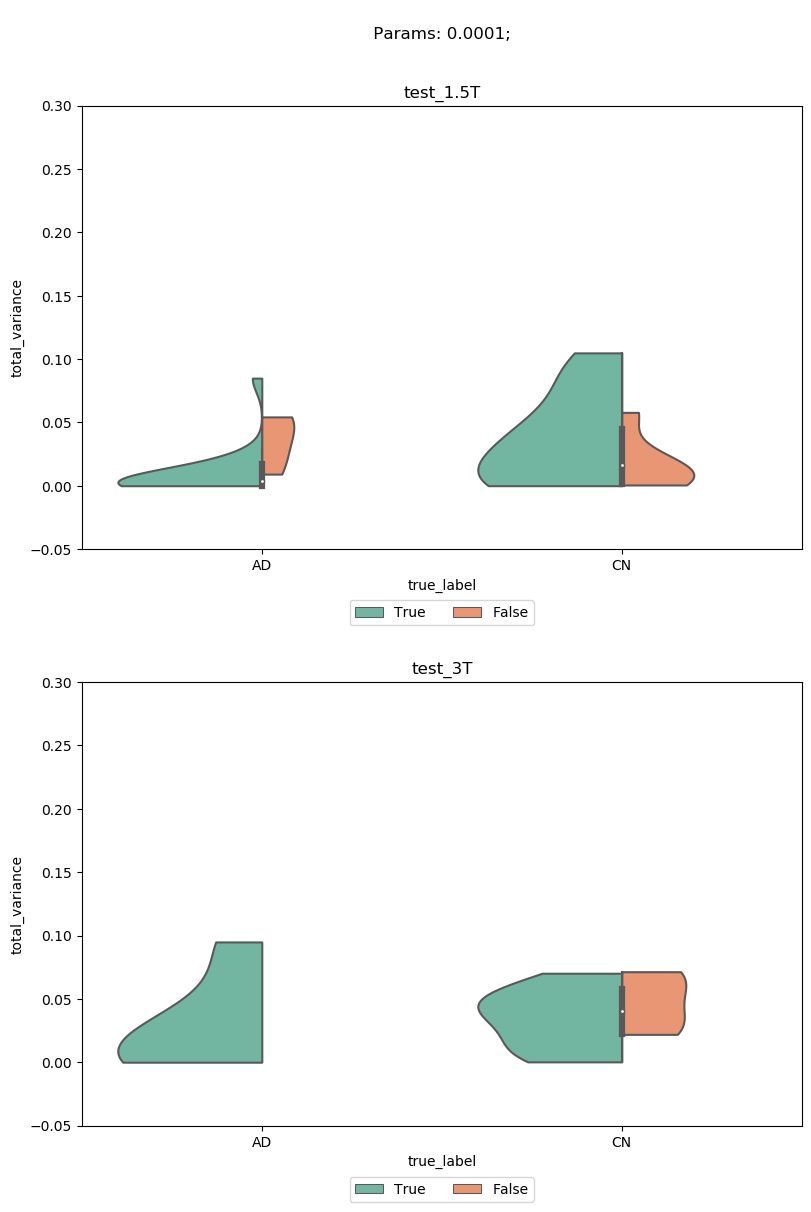 Params: 0.0001;
test_1.5T
0.30
0.25
0.20
0.15
0.10
0.05
0.00
−0.05
total_variance
AD CN
true_label
True False
test_3T
0.30
0.25
0.20
0.15
0.10
0.05
0.00
−0.05
total_variance
AD CN
true_label
True False